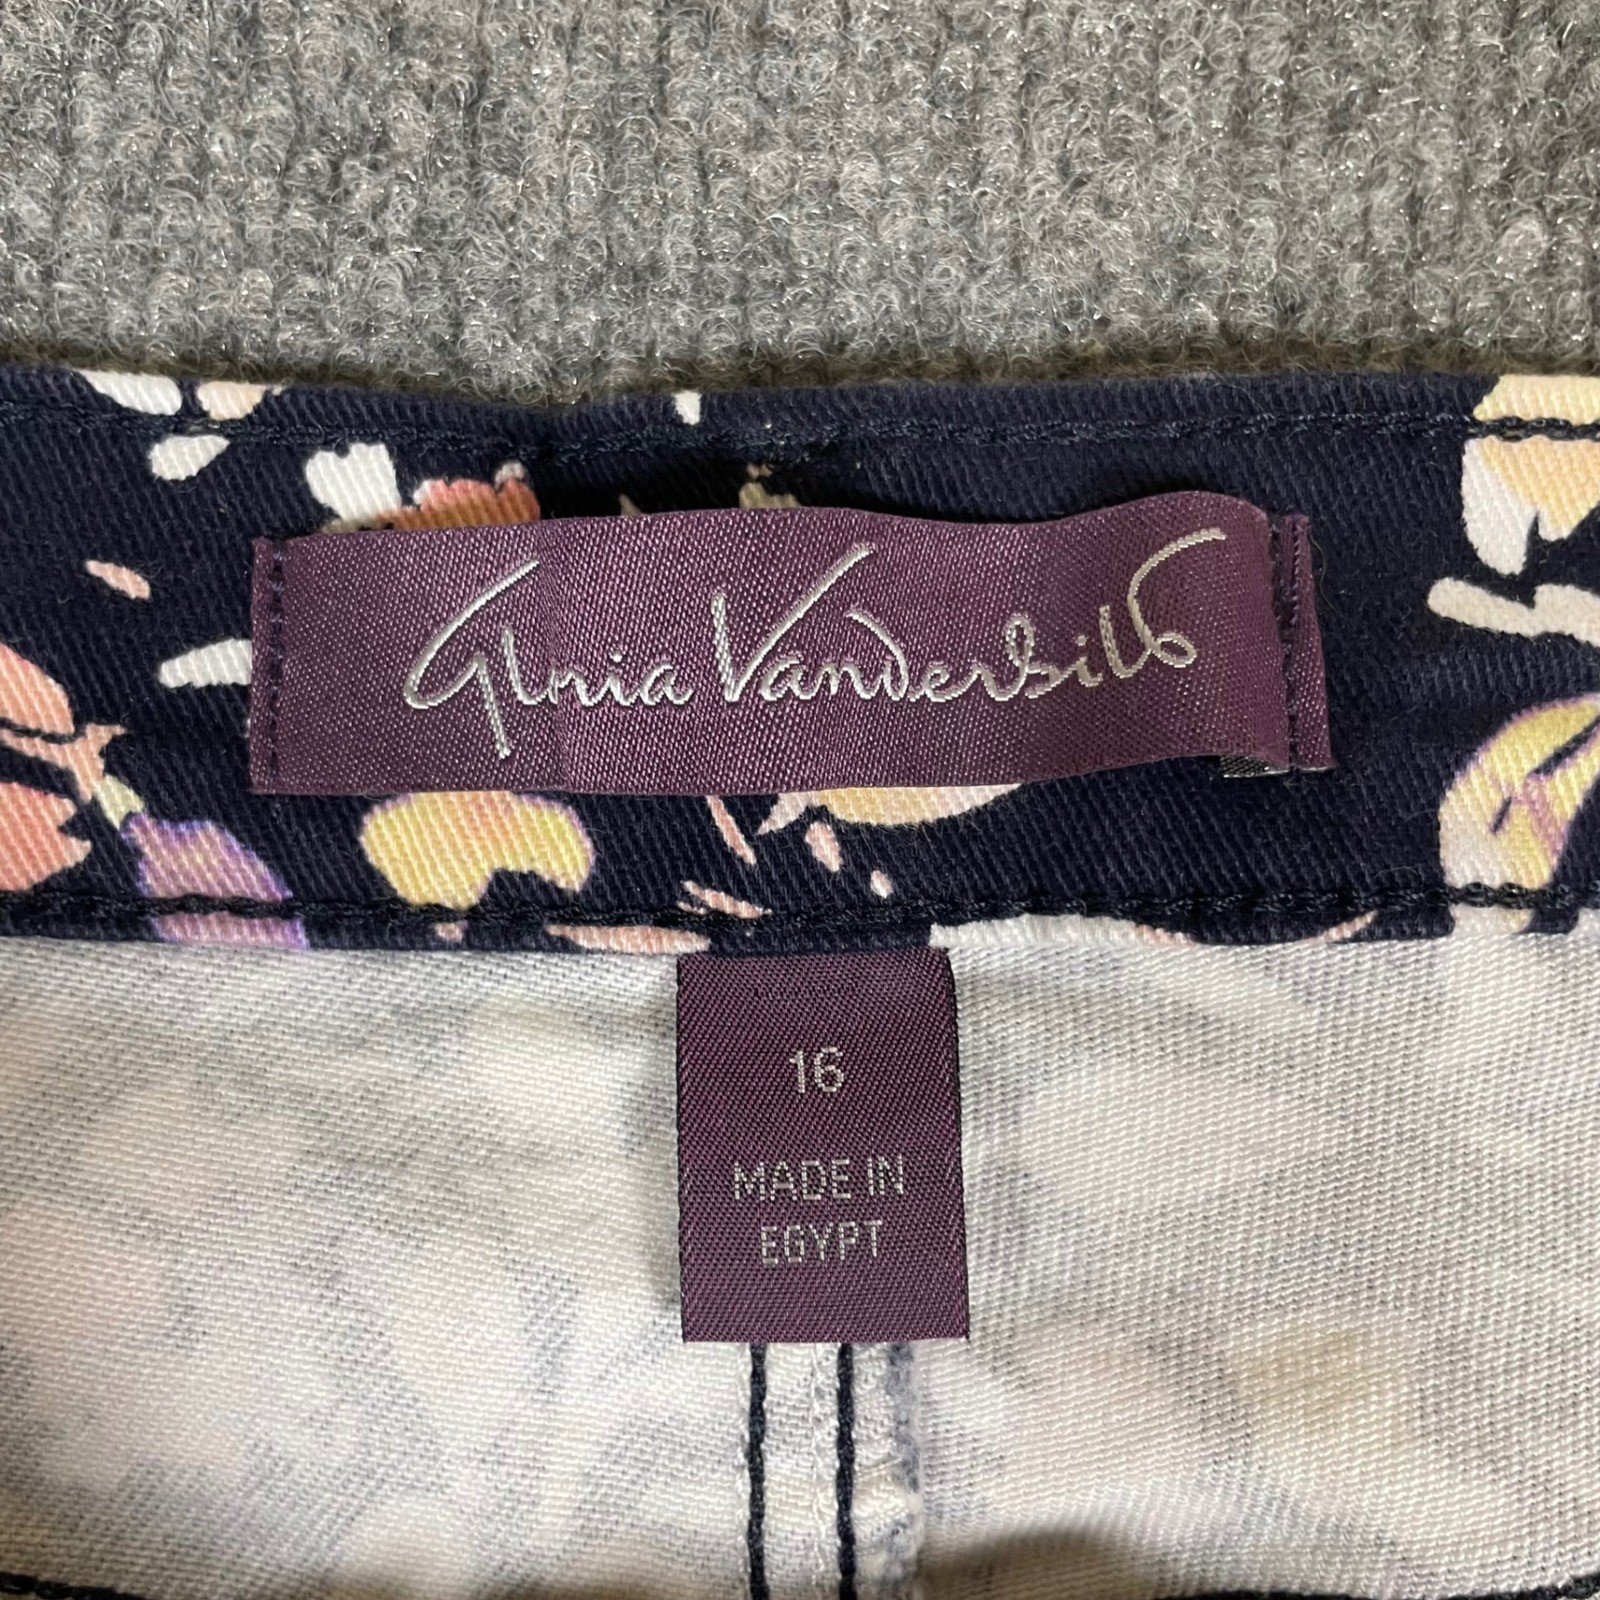 Gloria Vanderbilt
16
MADE IN
EGYPT